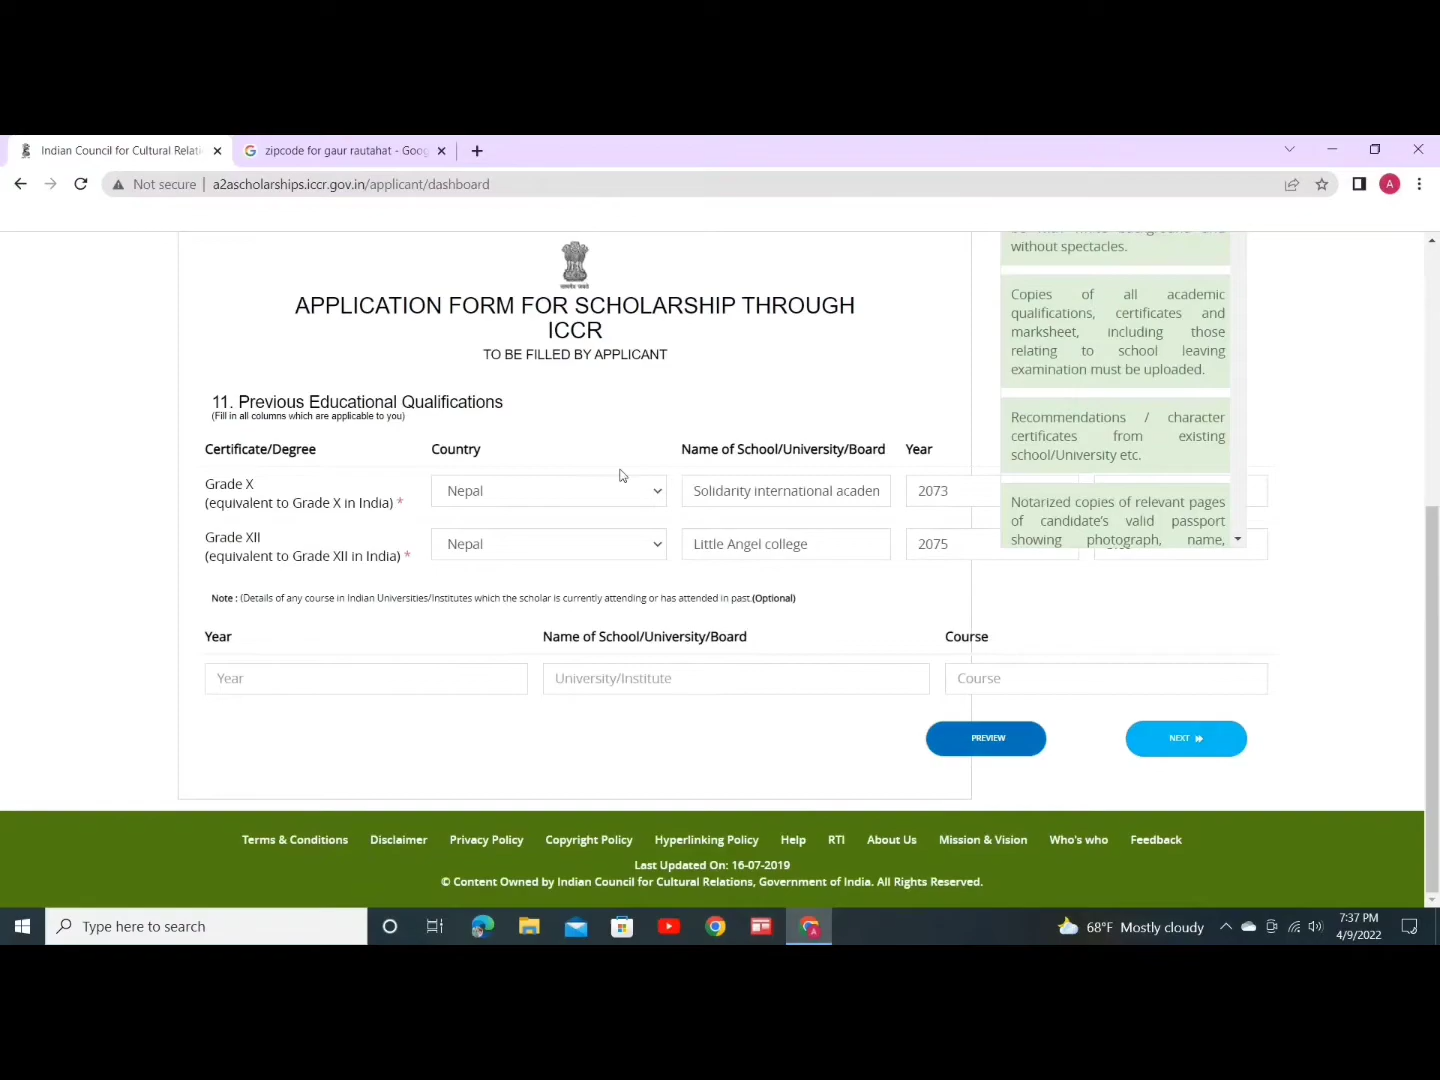 Indian Council for Cultural Relati
zipcode for gaur rautahat - Goog
Not secure
a2ascholarships.iccr.gov.in/applicant/dashboard
A
without spectacles.
APPLICATION FORM FOR SCHOLARSHIP THROUGH
ICCR
TO BE FILLED BY APPLICANT
Copies of all academic
qualifications, certificates and
marksheet, including those
relating to school leaving
examination must be uploaded.
Recommendations / character
certificates from existing
school/University etc.
Notarized copies of relevant pages
of candidate's valid passport
showing photograph, name,
11. Previous Educational Qualifications
(Fill in all columns which are applicable to you)
Certificate/Degree Country Name of School/University/Board Year
Grade X
(equivalent to Grade X in India) *
Nepal
Solidarity international acaden
2073
Grade XII
(equivalent to Grade XII in India) *
Nepal
Little Angel college
2075
Note : (Details of any course in Indian Universities/Institutes which the scholar is currently attending or has attended in past.(Optional)
Year Name of School/University/Board Course
Year University/Institute Course
PREVIEW NEXT
Terms & Conditions Disclaimer Privacy Policy Copyright Policy Hyperlinking Policy Help RTI About Us Mission & Vision Who's who Feedback
Last Updated On: 16-07-2019
© Content Owned by Indian Council for Cultural Relations, Government of India. All Rights Reserved.
Type here to search
68°F Mostly cloudy
7:37 PM
4/9/2022